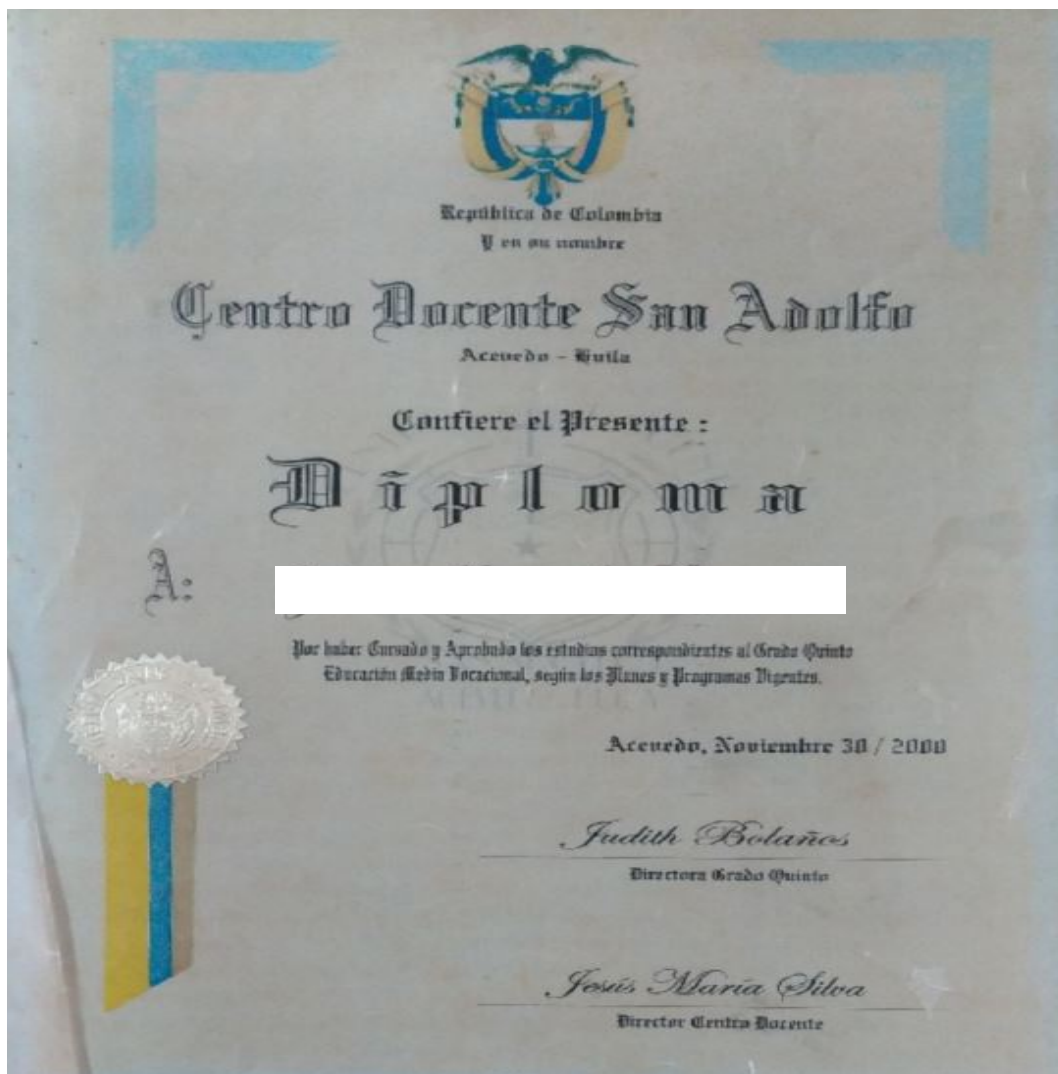 República de Colombia
Y en su nombre
Centro Docente San Adolfo
Acevedo - Huila
Confiere el Presente :
Diploma
A:
Por haber Cursado y Aprobado los estudios correspondientes al Grado Quinto
Educación Media Vocacional, según los Planes y Programas Vigentes.
Acevedo, Noviembre 30 / 2000
Judith Bolaños
Directora Grado Quinto
Jesús María Silva
Director Centro Docente